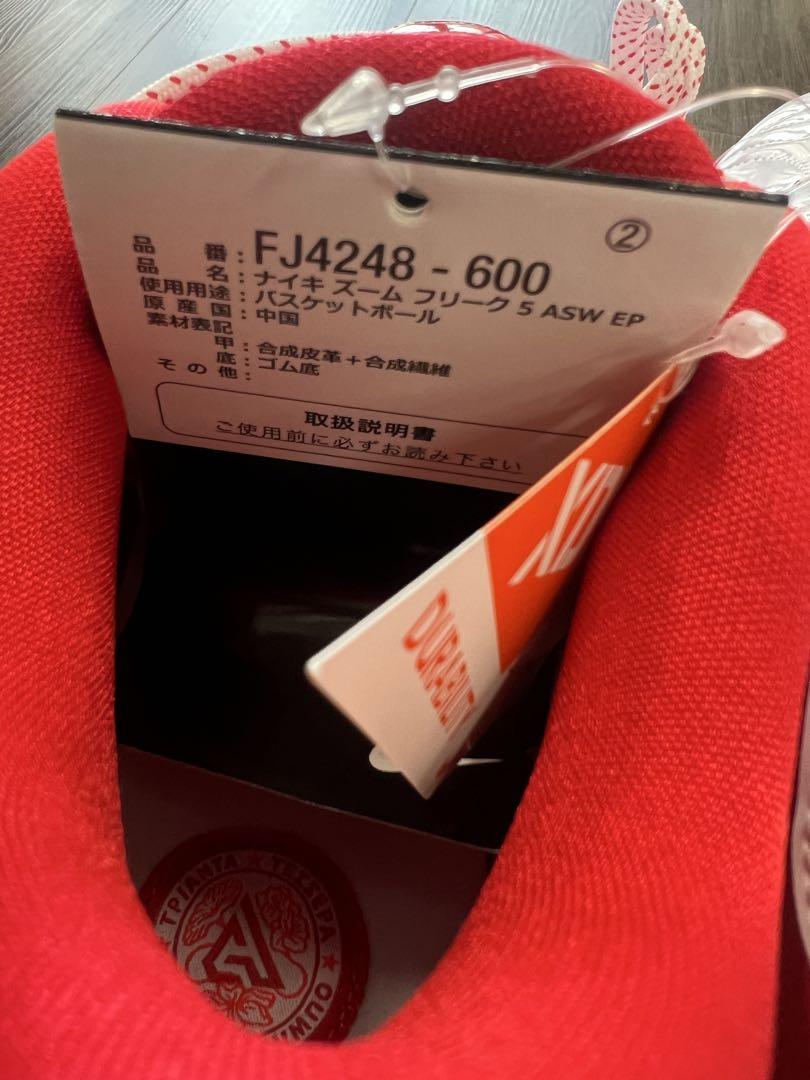 ②
品番:FJ4248 - 600
品名:ナイキ ズーム フリーク 5 ASW EP
使用用途:バスケットボール
原産国:中国
素材表記
甲:合成皮革+合成繊維
底:ゴム底
その他:
取扱説明書
ご使用前に必ずお読み下さい
DURABILITY
ΤΡΙΑΝΤΑ ★ ΤΕΣΣΕΡΑ ★